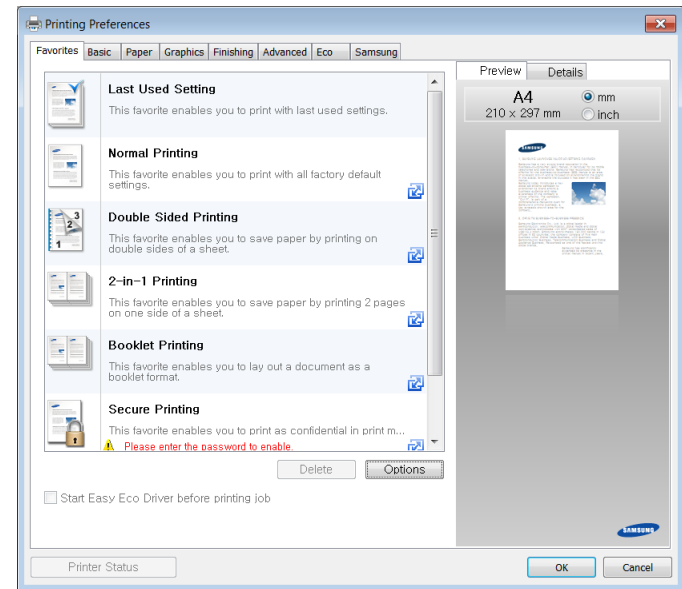 Printing Preferences
Favorites Basic Paper Graphics Finishing Advanced Eco Samsung
Last Used Setting
This favorite enables you to print with last used settings.
Normal Printing
This favorite enables you to print with all factory default
settings.
Double Sided Printing
This favorite enables you to save paper by printing on
double sides of a sheet.
2-in-1 Printing
This favorite enables you to save paper by printing 2 pages
on one side of a sheet.
Booklet Printing
This favorite enables you to lay out a document as a
booklet format.
Secure Printing
This favorite enables you to print as confidential in print m...
Please enter the password to enable.
Delete Options
Start Easy Eco Driver before printing job
Printer Status
Preview Details
A4
210 x 297 mm
mm
inch
SAMSUNG
SAMSUNG
OK Cancel